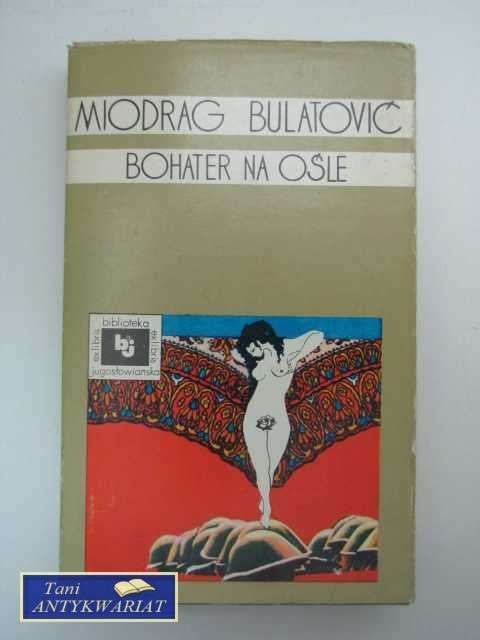 MIODRAG BULATOVIĆ
BOHATER NA OŚLE
biblioteka
ex libris
bj
ex libris
jugosłowiańska
Tani
ANTYKWARIAT